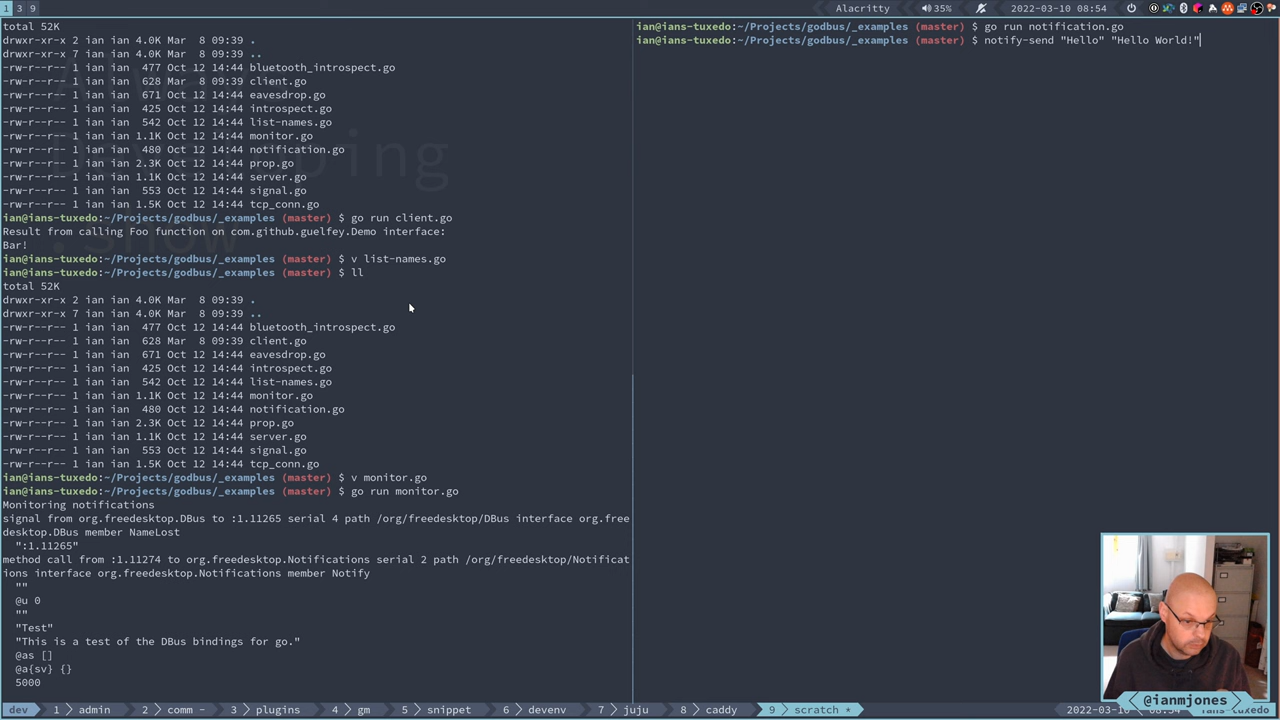 1 3 9 Alacritty 35% 2022-03-10 08:54
total 52K
drwxr-xr-x 2 ian ian 4.0K Mar  8 09:39 .
drwxr-xr-x 7 ian ian 4.0K Mar  8 09:39 ..
-rw-r--r-- 1 ian ian  477 Oct 12 14:44 bluetooth_introspect.go
-rw-r--r-- 1 ian ian  628 Oct 12 14:44 client.go
-rw-r--r-- 1 ian ian  671 Oct 12 14:44 eavesdrop.go
-rw-r--r-- 1 ian ian  425 Oct 12 14:44 introspect.go
-rw-r--r-- 1 ian ian  542 Oct 12 14:44 list-names.go
-rw-r--r-- 1 ian ian 1.1K Oct 12 14:44 monitor.go
-rw-r--r-- 1 ian ian  480 Oct 12 14:44 notification.go
-rw-r--r-- 1 ian ian 2.3K Oct 12 14:44 prop.go
-rw-r--r-- 1 ian ian 1.1K Oct 12 14:44 server.go
-rw-r--r-- 1 ian ian  553 Oct 12 14:44 signal.go
-rw-r--r-- 1 ian ian 1.5K Oct 12 14:44 tcp_conn.go
ian@ians-tuxedo:~/Projects/godbus/_examples (master) $ go run client.go
Result from calling Foo function on com.github.guelfey.Demo interface:
Bar!
ian@ians-tuxedo:~/Projects/godbus/_examples (master) $ v list-names.go
ian@ians-tuxedo:~/Projects/godbus/_examples (master) $ ll
total 52K
drwxr-xr-x 2 ian ian 4.0K Mar  8 09:39 .
drwxr-xr-x 7 ian ian 4.0K Mar  8 09:39 ..
-rw-r--r-- 1 ian ian  477 Oct 12 14:44 bluetooth_introspect.go
-rw-r--r-- 1 ian ian  628 Oct 12 14:44 client.go
-rw-r--r-- 1 ian ian  671 Oct 12 14:44 eavesdrop.go
-rw-r--r-- 1 ian ian  425 Oct 12 14:44 introspect.go
-rw-r--r-- 1 ian ian  542 Oct 12 14:44 list-names.go
-rw-r--r-- 1 ian ian 1.1K Oct 12 14:44 monitor.go
-rw-r--r-- 1 ian ian  480 Oct 12 14:44 notification.go
-rw-r--r-- 1 ian ian 2.3K Oct 12 14:44 prop.go
-rw-r--r-- 1 ian ian 1.1K Oct 12 14:44 server.go
-rw-r--r-- 1 ian ian  553 Oct 12 14:44 signal.go
-rw-r--r-- 1 ian ian 1.5K Oct 12 14:44 tcp_conn.go
ian@ians-tuxedo:~/Projects/godbus/_examples (master) $ v monitor.go
ian@ians-tuxedo:~/Projects/godbus/_examples (master) $ go run monitor.go
Monitoring notifications
signal from org.freedesktop.DBus to :1.11265 serial 4 path /org/freedesktop/DBus interface org.free
desktop.DBus member NameLost
":1.11265"
method call from :1.11274 to org.freedesktop.Notifications serial 2 path /org/freedesktop/Notificat
ions interface org.freedesktop.Notifications member Notify
""
@u 0
""
"Test"
"This is a test of the DBus bindings for go."
@as []
@a{sv} {}
5000
ian@ians-tuxedo:~/Projects/godbus/_examples (master) $ go run notification.go
ian@ians-tuxedo:~/Projects/godbus/_examples (master) $ notify-send "Hello" "Hello World!"
@ianmjones
dev 1 admin 2 comm - 3 plugins 4 gm 5 snippet 6 devenv 7 juju 8 caddy 9 scratch *